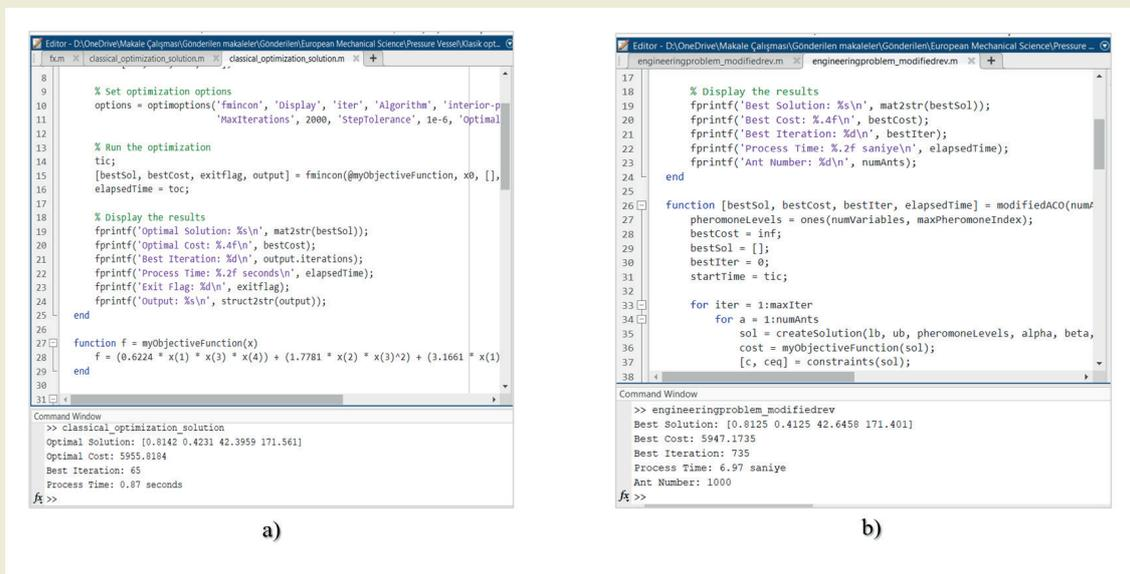 Editor - D:\OneDrive\Makale Çalışması\Gönderilen makaleler\Gönderilen\European Mechanical Science\Pressure Vessel\Klasik opt...
fx.m × classical_optimization_solution.m × classical_optimization_solution.m × +
8
9 % Set optimization options
10 options = optimoptions('fmincon', 'Display', 'iter', 'Algorithm', 'interior-p
11 'MaxIterations', 2000, 'StepTolerance', 1e-6, 'Optimal
12
13 % Run the optimization
14 tic;
15 [bestSol, bestCost, exitflag, output] = fmincon(@myObjectiveFunction, x0, [],
16 elapsedTime = toc;
17
18 % Display the results
19 fprintf('Optimal Solution: %s\n', mat2str(bestSol));
20 fprintf('Optimal Cost: %.4f\n', bestCost);
21 fprintf('Best Iteration: %d\n', output.iterations);
22 fprintf('Process Time: %.2f seconds\n', elapsedTime);
23 fprintf('Exit Flag: %d\n', exitflag);
24 fprintf('Output: %s\n', struct2str(output));
25 end
26
27 function f = myObjectiveFunction(x)
28 f = (0.6224 * x(1) * x(3) * x(4)) + (1.7781 * x(2) * x(3)^2) + (3.1661 * x(1)
29 end
30
31
Command Window
>> classical_optimization_solution
Optimal Solution: [0.8142 0.4231 42.3959 171.561]
Optimal Cost: 5955.8184
Best Iteration: 65
Process Time: 0.87 seconds
fx >>
a)
Editor - D:\OneDrive\Makale Çalışması\Gönderilen makaleler\Gönderilen\European Mechanical Science\Pressure ...
engineeringproblem_modifiedrev.m × engineeringproblem_modifiedrev.m × +
17
18 % Display the results
19 fprintf('Best Solution: %s\n', mat2str(bestSol));
20 fprintf('Best Cost: %.4f\n', bestCost);
21 fprintf('Best Iteration: %d\n', bestIter);
22 fprintf('Process Time: %.2f saniye\n', elapsedTime);
23 fprintf('Ant Number: %d\n', numAnts);
24 end
25
26 function [bestSol, bestCost, bestIter, elapsedTime] = modifiedACO(numA
27 pheromoneLevels = ones(numVariables, maxPheromoneIndex);
28 bestCost = inf;
29 bestSol = [];
30 bestIter = 0;
31 startTime = tic;
32
33 for iter = 1:maxIter
34 for a = 1:numAnts
35 sol = createSolution(lb, ub, pheromoneLevels, alpha, beta,
36 cost = myObjectiveFunction(sol);
37 [c, ceq] = constraints(sol);
38
Command Window
>> engineeringproblem_modifiedrev
Best Solution: [0.8125 0.4125 42.6458 171.401]
Best Cost: 5947.1735
Best Iteration: 735
Process Time: 6.97 saniye
Ant Number: 1000
fx >>
b)